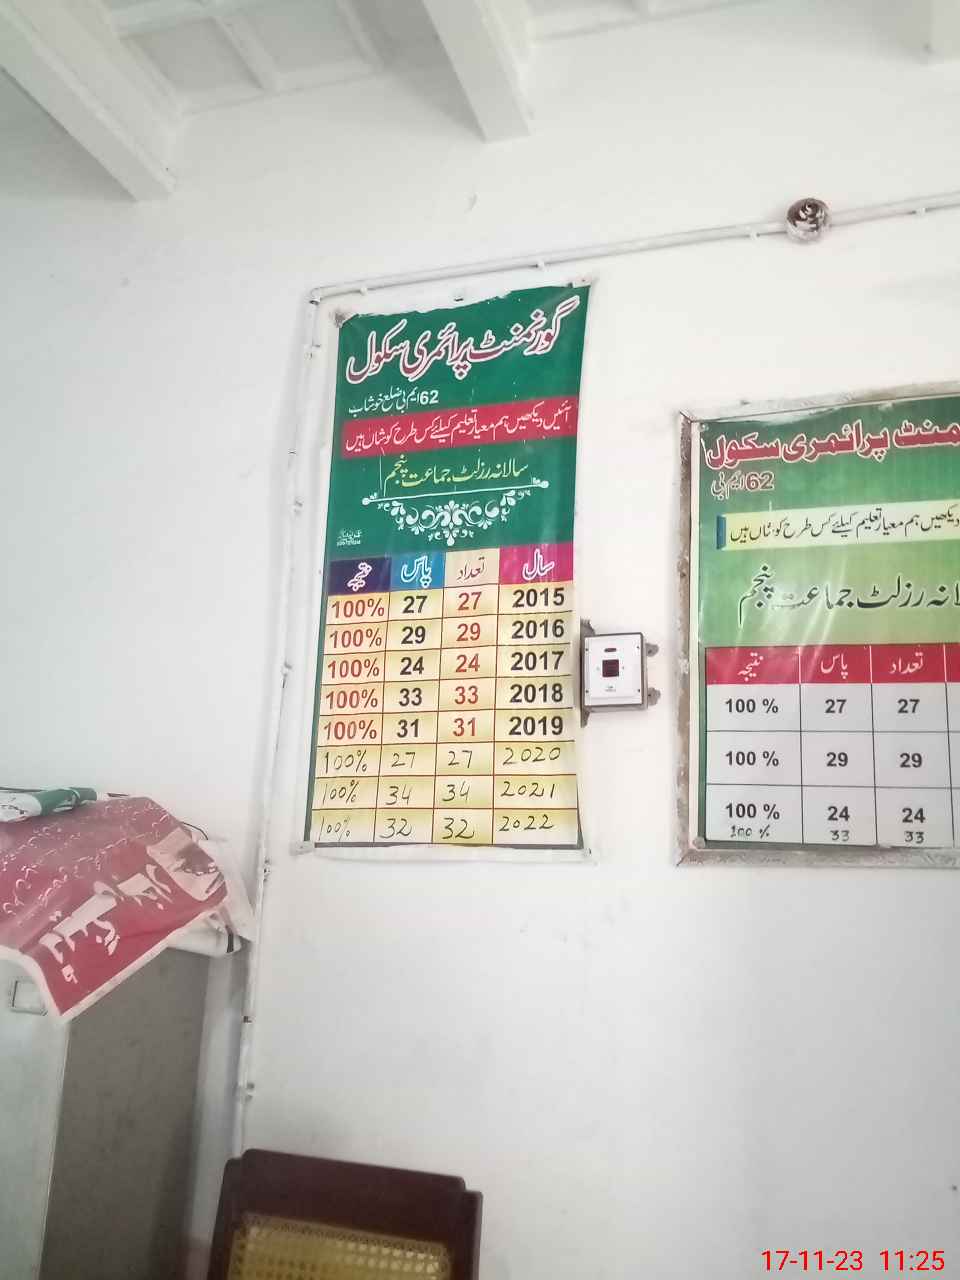 گورنمنٹ پرائمری سکول
62 ایم بی ضلع خوشاب
آئیں دیکھیں ہم معیار تعلیم کیلئے کس طرح کوشاں ہیں
سالانہ رزلٹ جماعت پنجم
سال تعداد پاس نتیجہ
2015 27 27 100%
2016 29 29 100%
2017 24 24 100%
2018 33 33 100%
2019 31 31 100%
2020 27 27 100%
2021 34 34 100%
2022 32 32 100%
منٹ پرائمری سکول
62 ایم بی
دیکھیں ہم معیار تعلیم کیلئے کس طرح کوشاں ہیں
لانہ رزلٹ جماعت پنجم
تعداد پاس نتیجہ
27 27 100 %
29 29 100 %
24 24 100 %
33 33 100 %
17-11-23 11:25